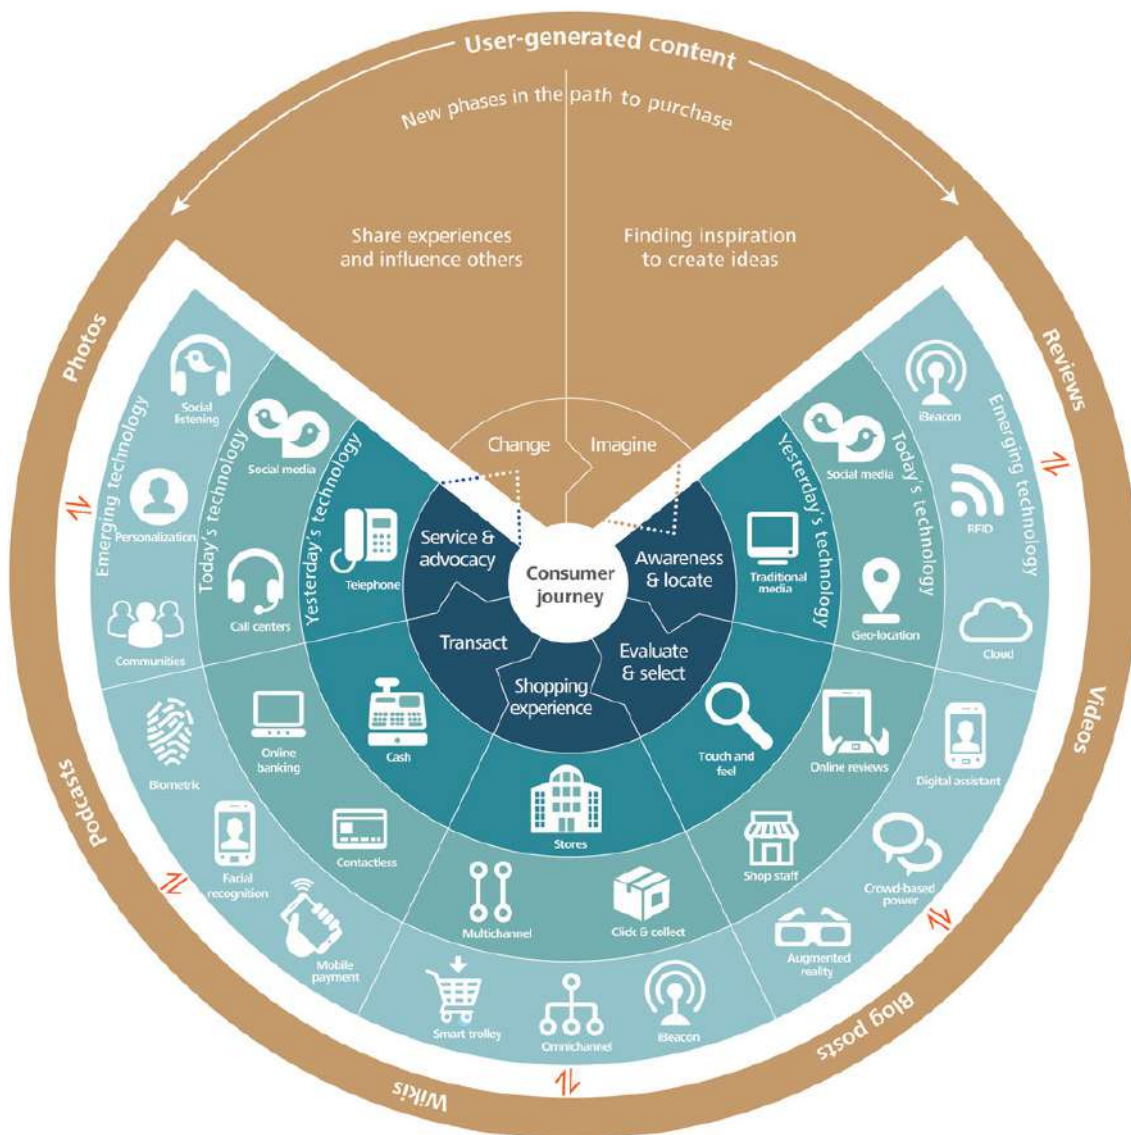 User-generated content
New phases in the path to purchase
Share experiences
and influence others
Finding inspiration
to create ideas
Change
Imagine
Consumer
journey
Awareness
& locate
Evaluate
& select
Shopping
experience
Transact
Service &
advocacy
Yesterday's technology
Today's technology
Emerging technology
Traditional
media
Social media
Geo-location
iBeacon
RFID
Cloud
Touch and
feel
Online reviews
Shop staff
Digital assistant
Crowd-based
power
Augmented
reality
Stores
Multichannel
Click & collect
Smart trolley
Omnichannel
iBeacon
Cash
Online
banking
Contactless
Biometric
Facial
recognition
Mobile
payment
Yesterday's technology
Today's technology
Emerging technology
Telephone
Social media
Call centers
Social
listening
Personalization
Communities
Reviews
Videos
Blog posts
Wikis
Podcasts
Photos